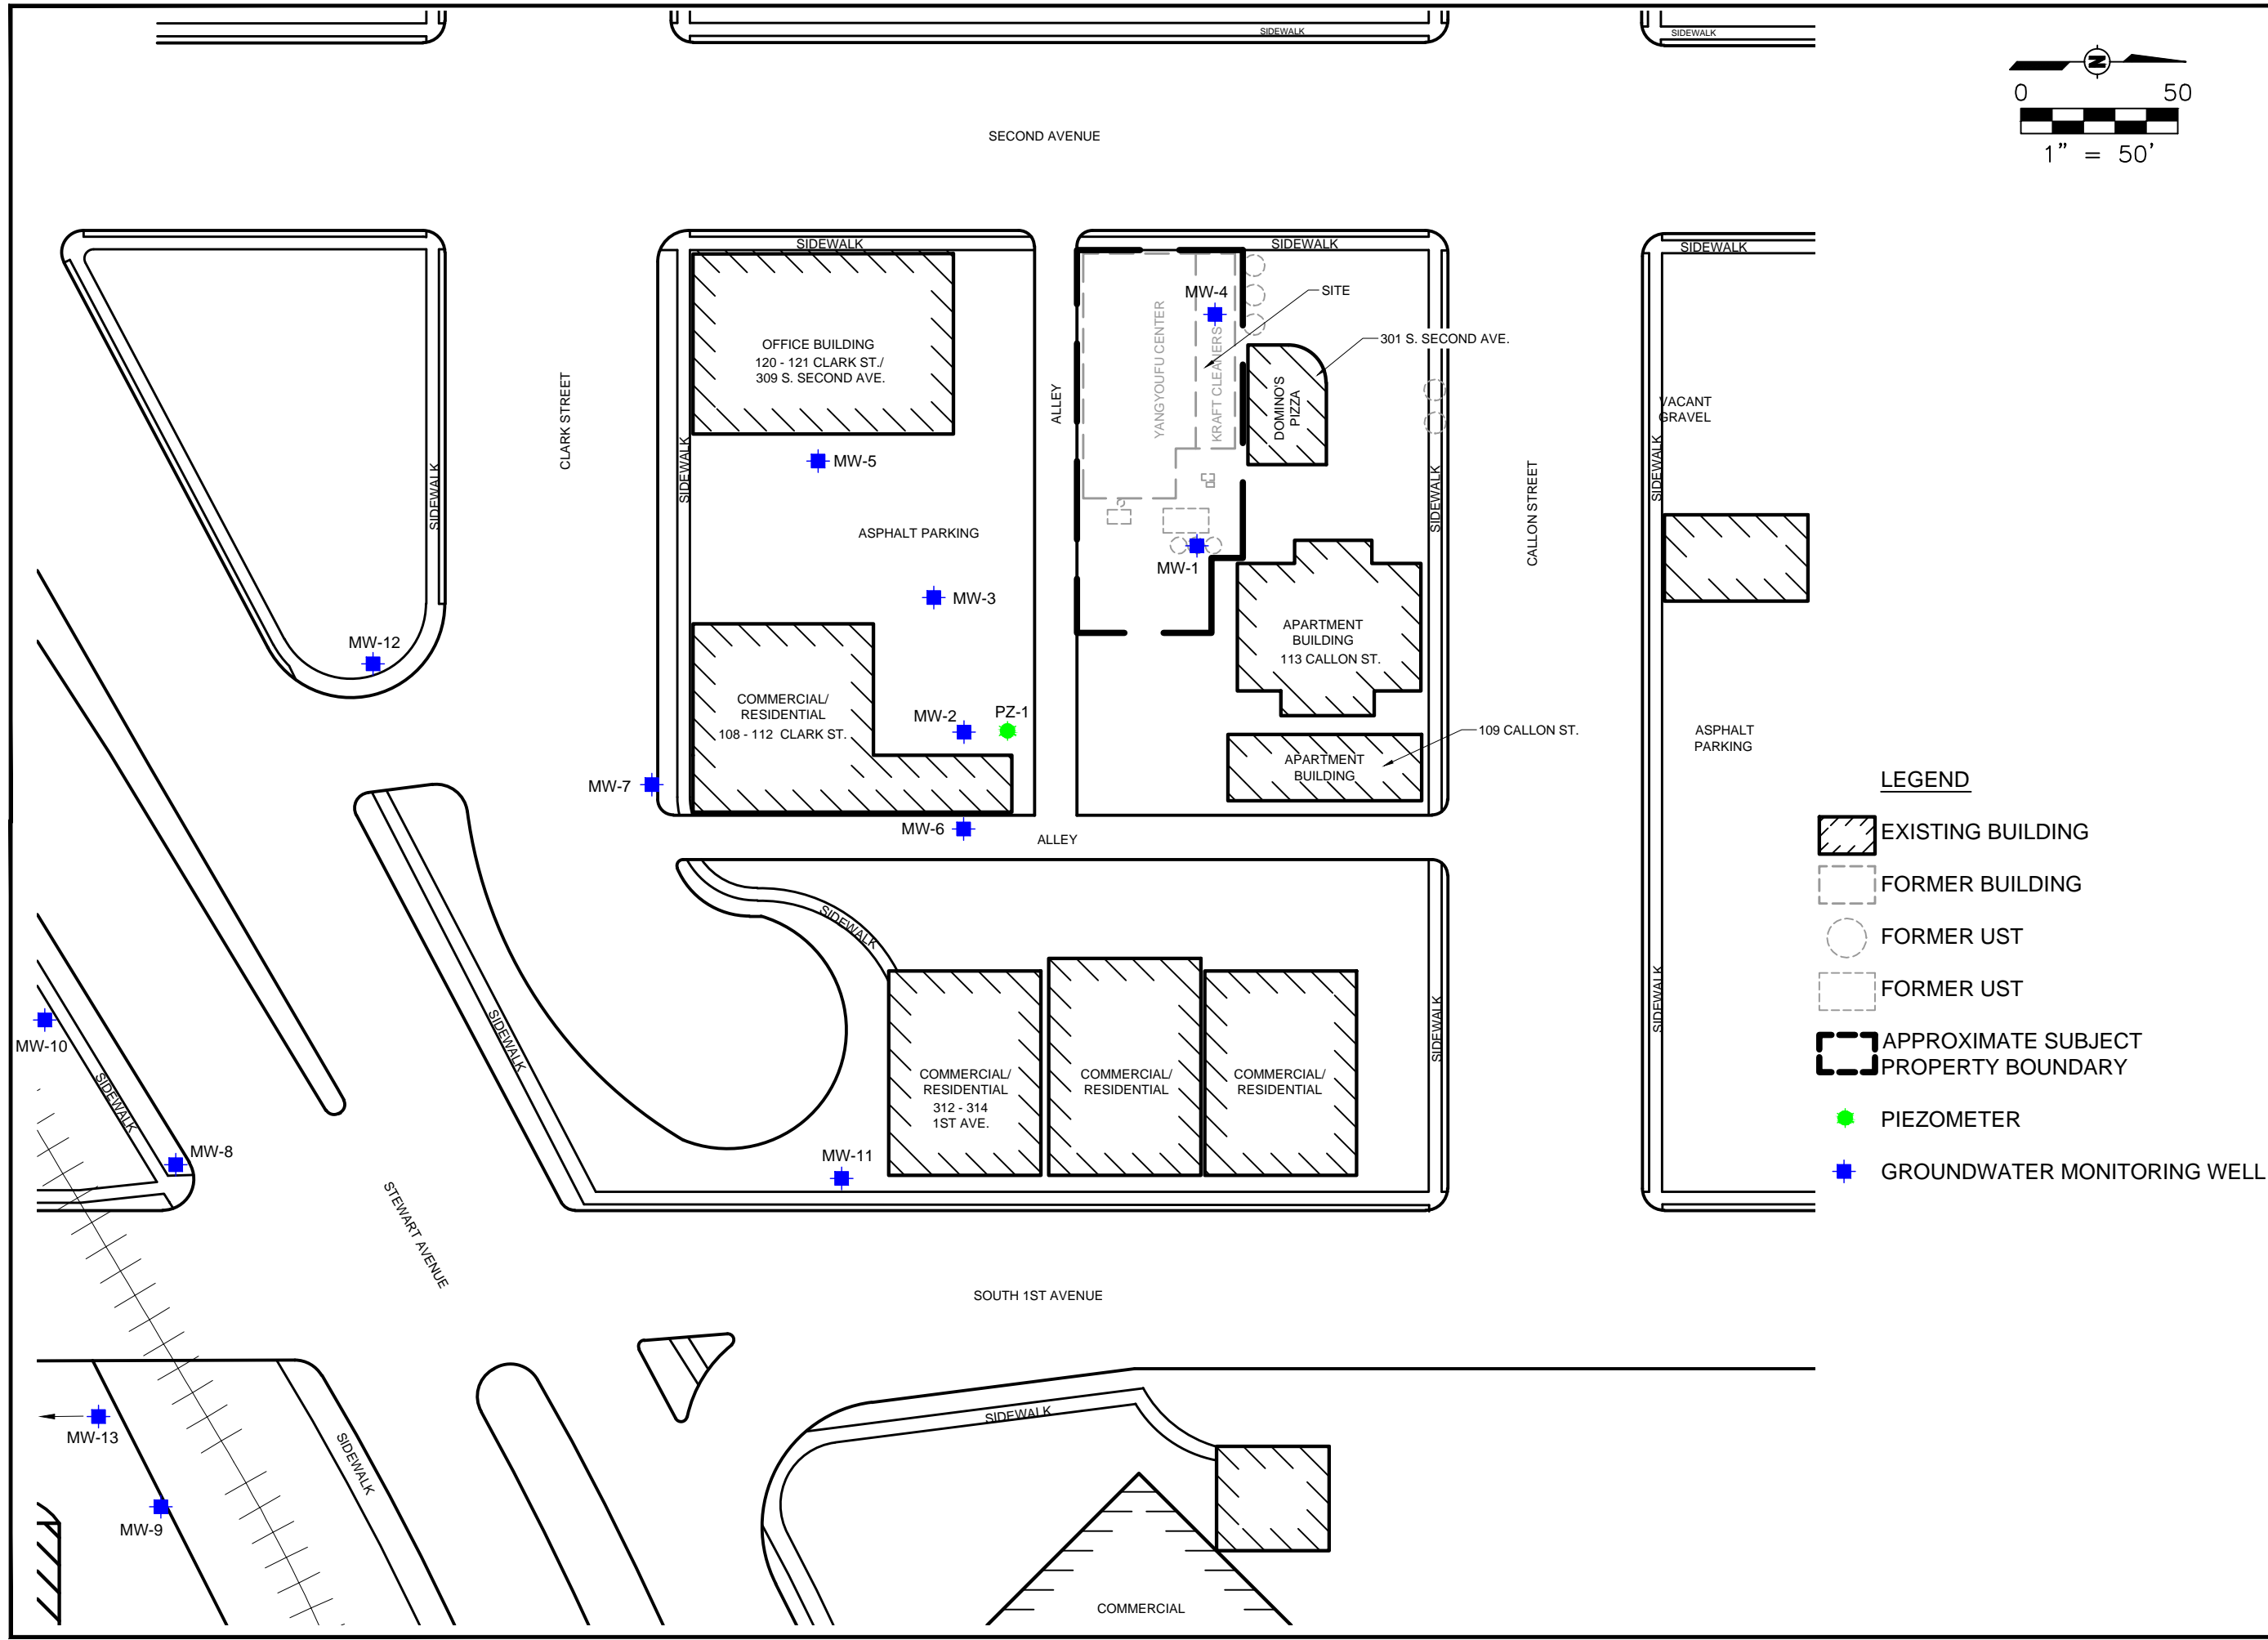 SIDEWALK
SIDEWALK
N
0 50
1" = 50'
SECOND AVENUE
SIDEWALK
SIDEWALK
SIDEWALK
OFFICE BUILDING
120 - 121 CLARK ST./
309 S. SECOND AVE.
MW-4
SITE
301 S. SECOND AVE.
YANGYOUFU CENTER
KRAFT CLEANERS
DOMINO'S
PIZZA
CLARK STREET
ALLEY
VACANT
GRAVEL
SIDEWALK
SIDEWALK
MW-5
SIDEWALK
CALLON STREET
SIDEWALK
ASPHALT PARKING
MW-1
MW-3
MW-12
APARTMENT
BUILDING
113 CALLON ST.
COMMERCIAL/
RESIDENTIAL
108 - 112 CLARK ST.
MW-2
PZ-1
109 CALLON ST.
ASPHALT
PARKING
APARTMENT
BUILDING
MW-7
MW-6
ALLEY
LEGEND
EXISTING BUILDING
FORMER BUILDING
FORMER UST
FORMER UST
APPROXIMATE SUBJECT
PROPERTY BOUNDARY
PIEZOMETER
GROUNDWATER MONITORING WELL
SIDEWALK
SIDEWALK
SIDEWALK
SIDEWALK
MW-10
SIDEWALK
COMMERCIAL/
RESIDENTIAL
312 - 314
1ST AVE.
COMMERCIAL/
RESIDENTIAL
COMMERCIAL/
RESIDENTIAL
MW-8
MW-11
STEWART AVENUE
SOUTH 1ST AVENUE
MW-13
SIDEWALK
SIDEWALK
MW-9
COMMERCIAL